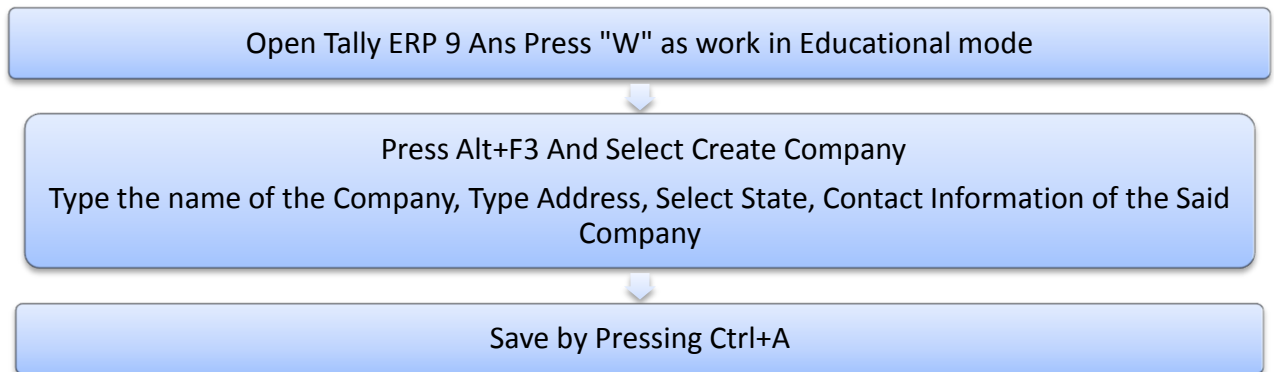 Open Tally ERP 9 Ans Press "W" as work in Educational mode
Press Alt+F3 And Select Create Company
Type the name of the Company, Type Address, Select State, Contact Information of the Said
Company
Save by Pressing Ctrl+A